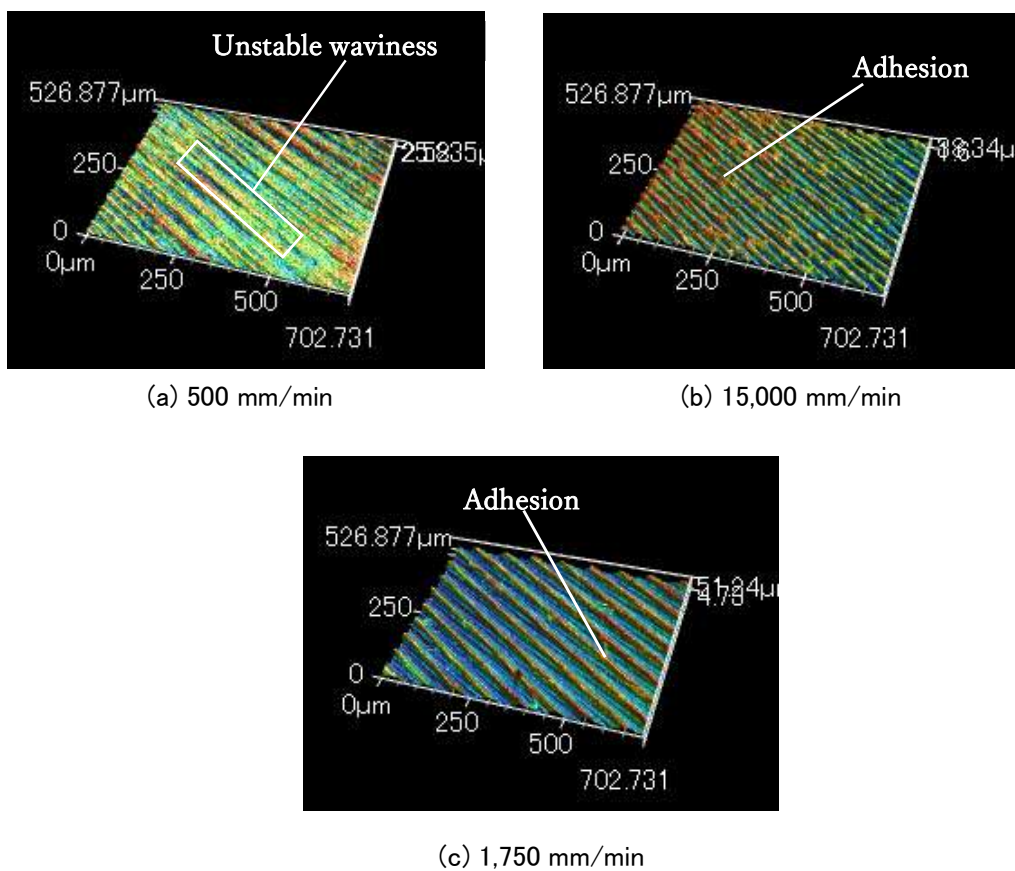 Unstable waviness
526.877μm
250
0
0μm
250
500
702.731
(a) 500 mm/min
Adhesion
526.877μm
250
0
0μm
250
500
702.731
(b) 15,000 mm/min
Adhesion
526.877μm
250
0
0μm
250
500
702.731
(c) 1,750 mm/min